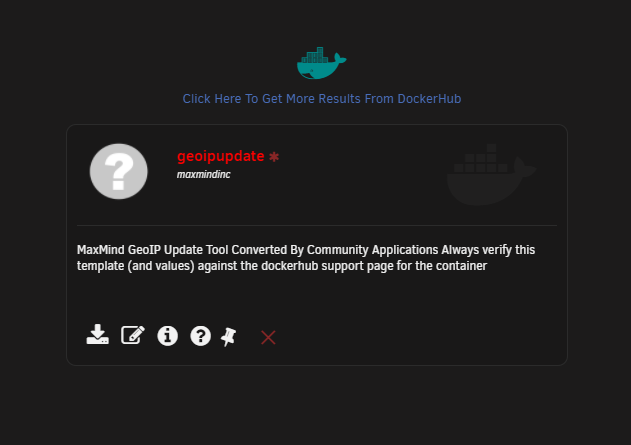 Click Here To Get More Results From DockerHub
geoipupdate *
maxmindinc
MaxMind GeoIP Update Tool Converted By Community Applications Always verify this
template (and values) against the dockerhub support page for the container